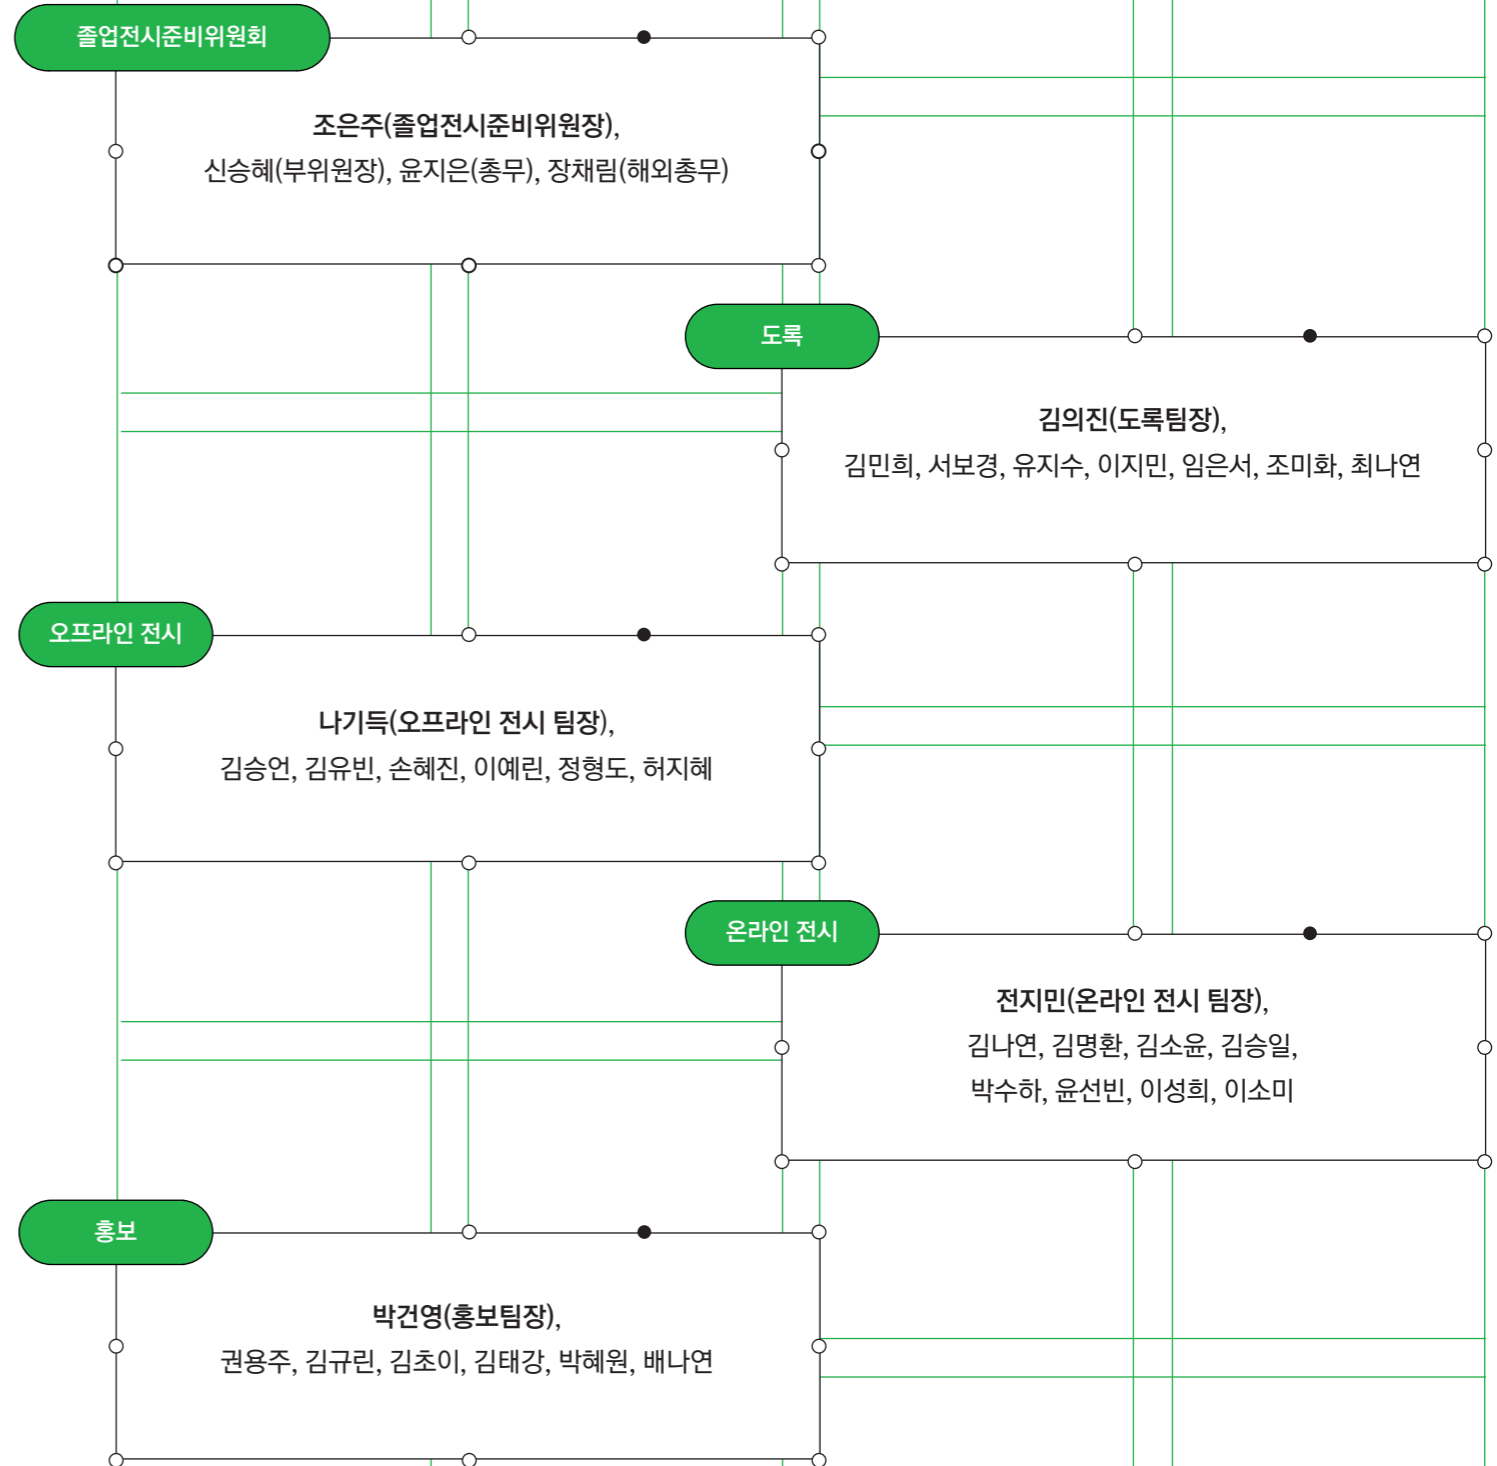 졸업전시준비위원회
조은주(졸업전시준비위원장),
신승혜(부위원장), 윤지은(총무), 장채림(해외총무)
도록
김의진(도록팀장),
김민희, 서보경, 유지수, 이지민, 임은서, 조미화, 최나연
오프라인 전시
나기득(오프라인 전시 팀장),
김승언, 김유빈, 손혜진, 이예린, 정형도, 허지혜
온라인 전시
전지민(온라인 전시 팀장),
김나연, 김명환, 김소윤, 김승일,
박수하, 윤선빈, 이성희, 이소미
홍보
박건영(홍보팀장),
권용주, 김규린, 김초이, 김태강, 박혜원, 배나연